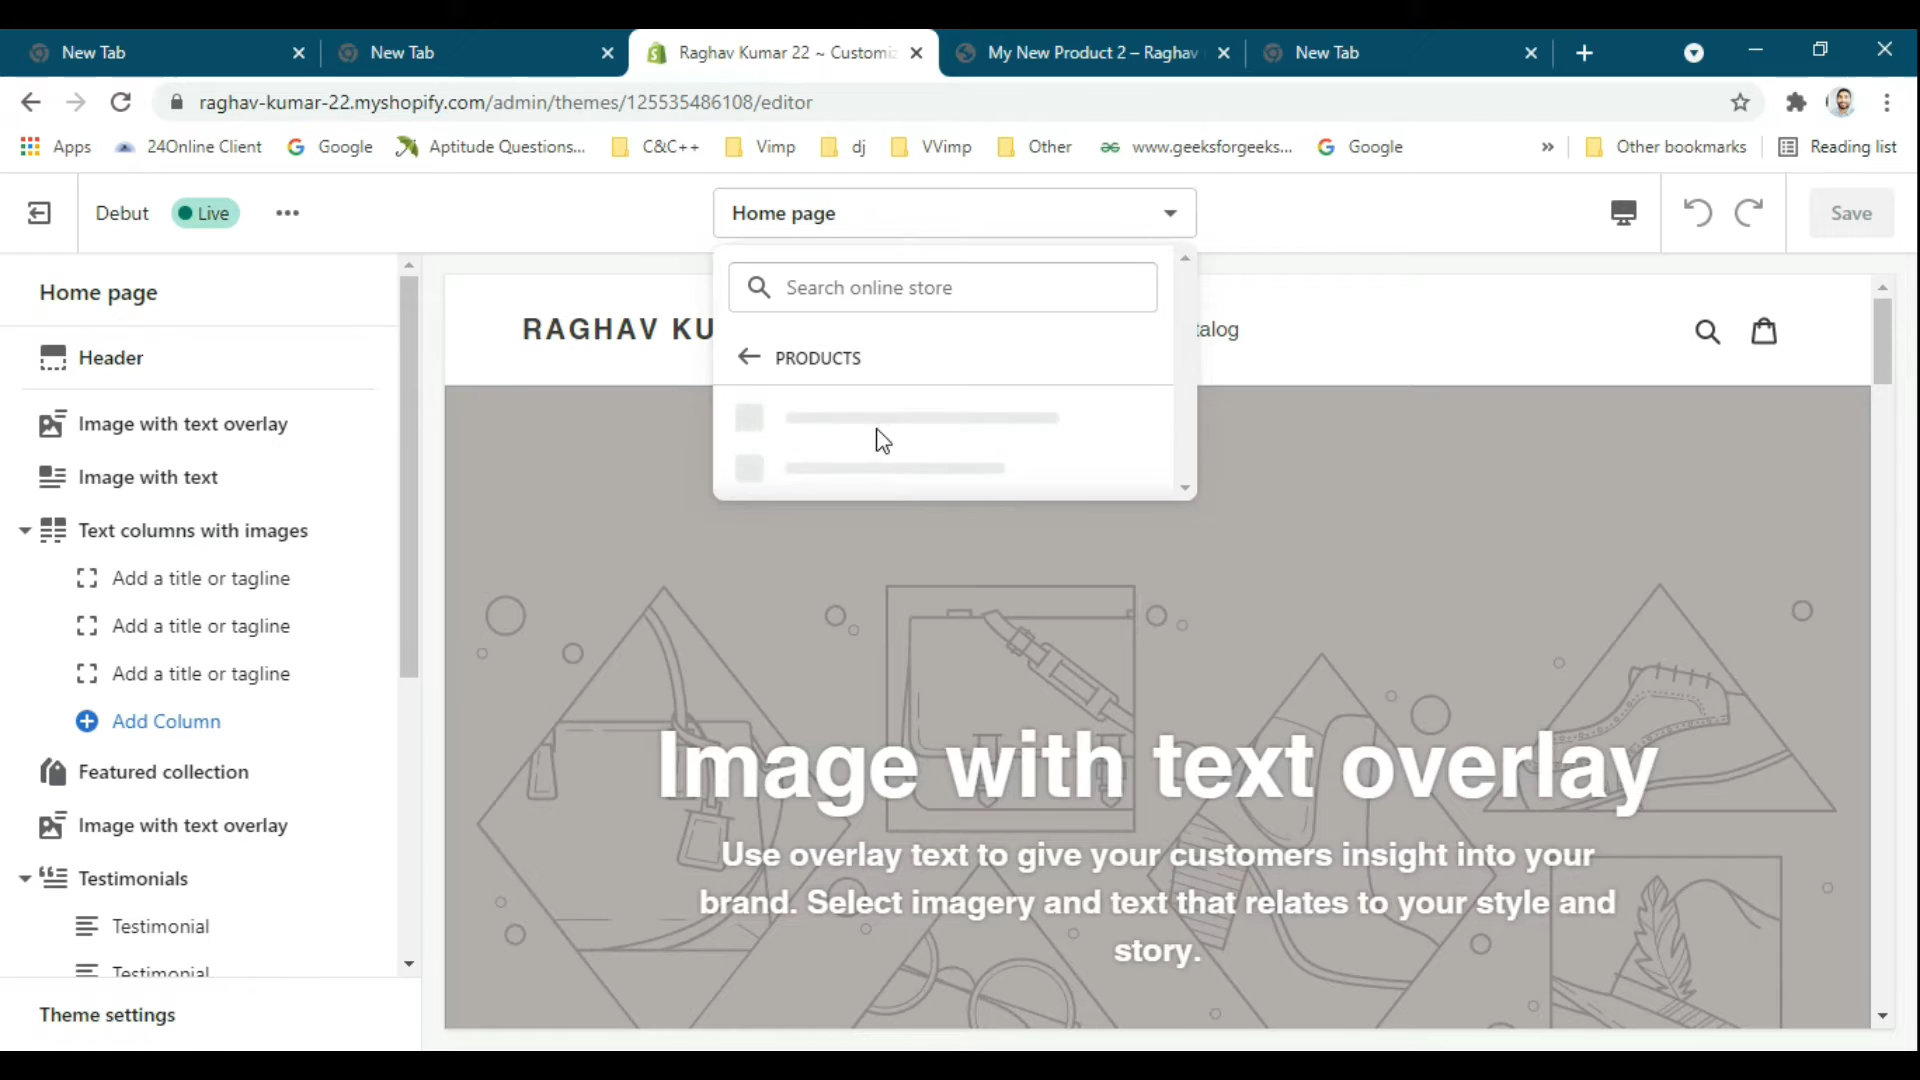 New Tab
New Tab
Raghav Kumar 22 ~ Customiz
My New Product 2 – Raghav
New Tab
raghav-kumar-22.myshopify.com/admin/themes/125535486108/editor
Apps
24Online Client
Google
Aptitude Questions...
C&C++
Vimp
dj
VVimp
Other
www.geeksforgeeks...
Google
»
Other bookmarks
Reading list
Debut
Live
Home page
Save
Search online store
PRODUCTS
Home page
Header
Image with text overlay
Image with text
Text columns with images
Add a title or tagline
Add a title or tagline
Add a title or tagline
Add Column
Featured collection
Image with text overlay
Testimonials
Testimonial
Testimonial
Theme settings
RAGHAV KU
talog
Image with text overlay
Use overlay text to give your customers insight into your
brand. Select imagery and text that relates to your style and
story.